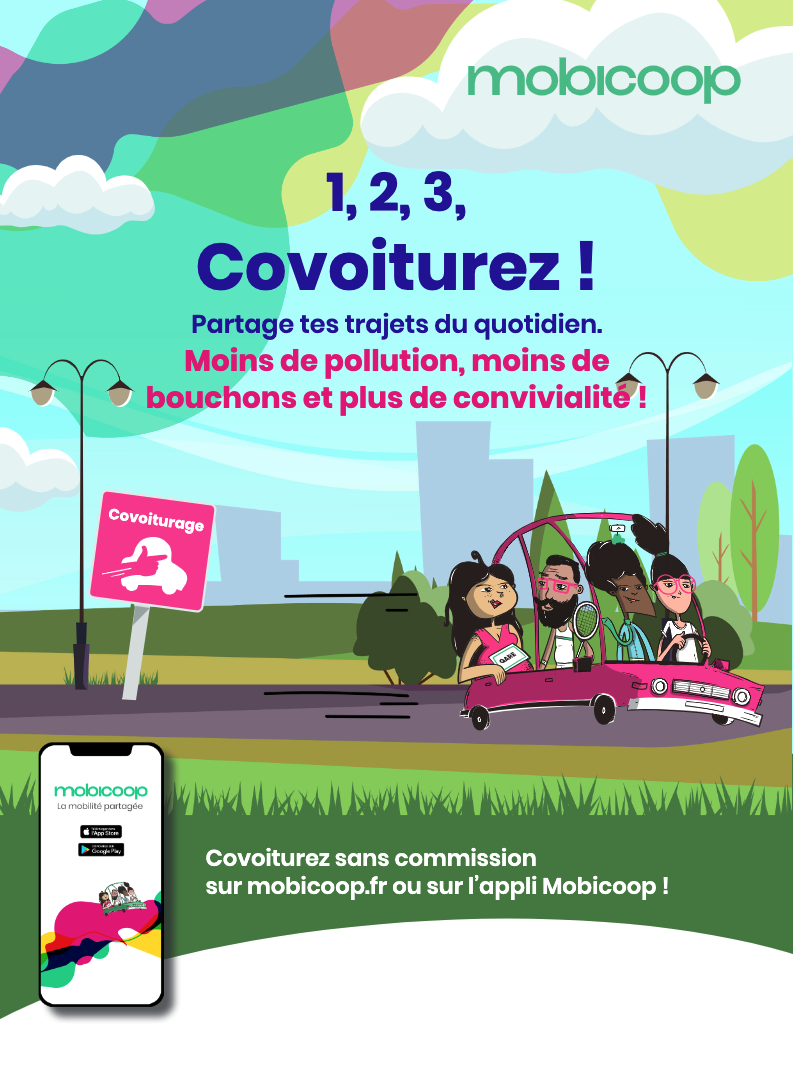 mobicoop
1, 2, 3,
Covoiturez !
Partage tes trajets du quotidien.
Moins de pollution, moins de
bouchons et plus de convivialité !
Covoiturage
GARE
mobicoop
La mobilité partagée
l'App Store
Google Play
Covoiturez sans commission
sur mobicoop.fr ou sur l'appli Mobicoop !